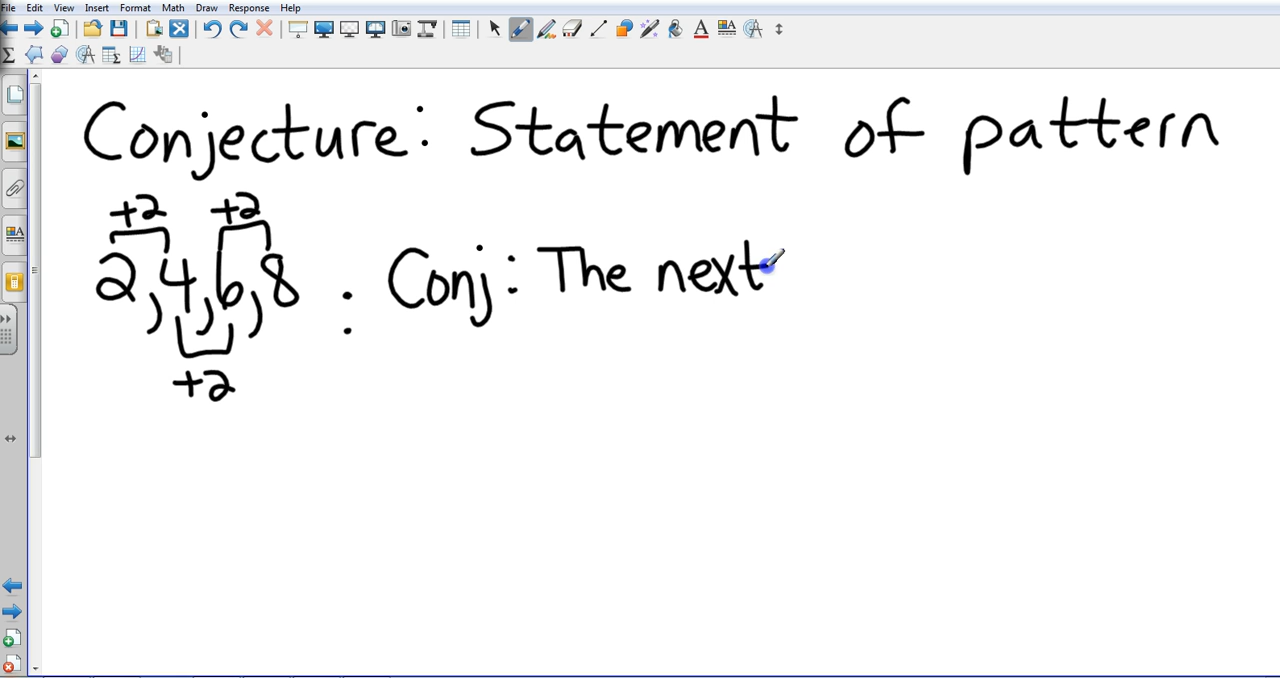 File Edit View Insert Format Math Draw Response Help
Conjecture: Statement of pattern
+2 +2
2,4,6,8 : Conj: The next
+2